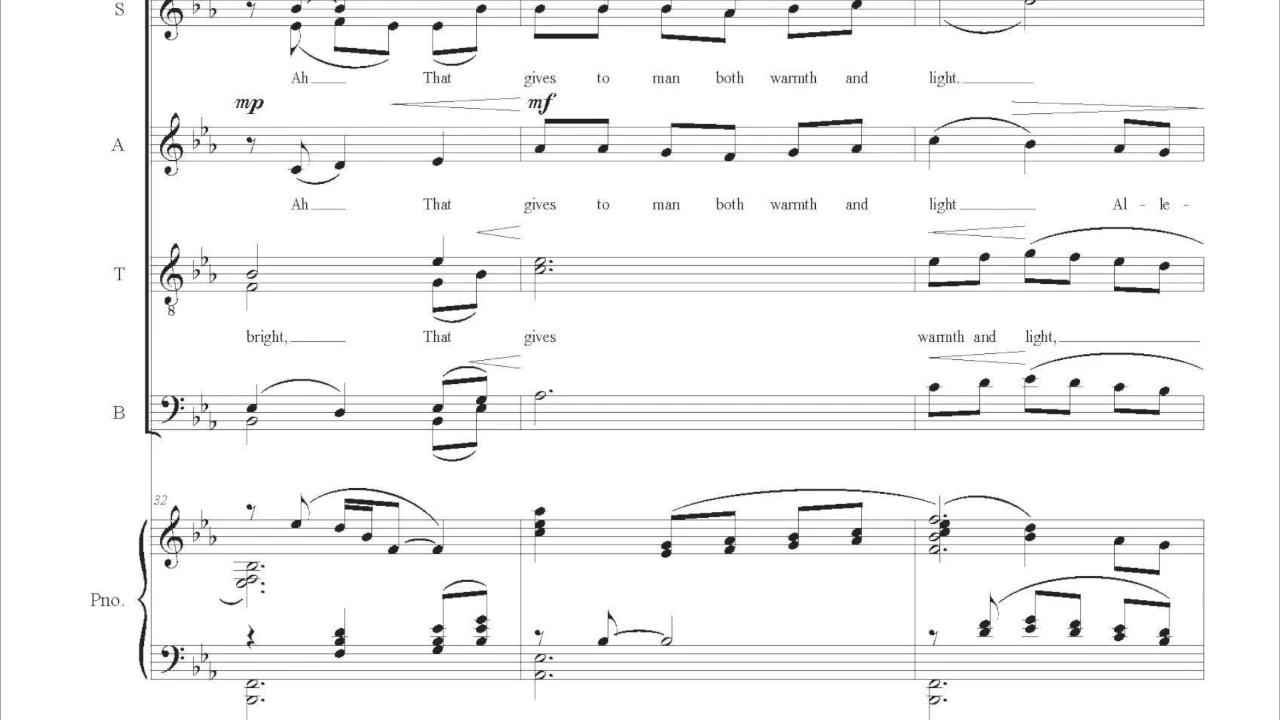 S
Ah That gives to man both warmth and light.
mp mf
A
Ah That gives to man both warmth and light Al - le -
T
8
bright, That gives warmth and light,
B
32
Pno.